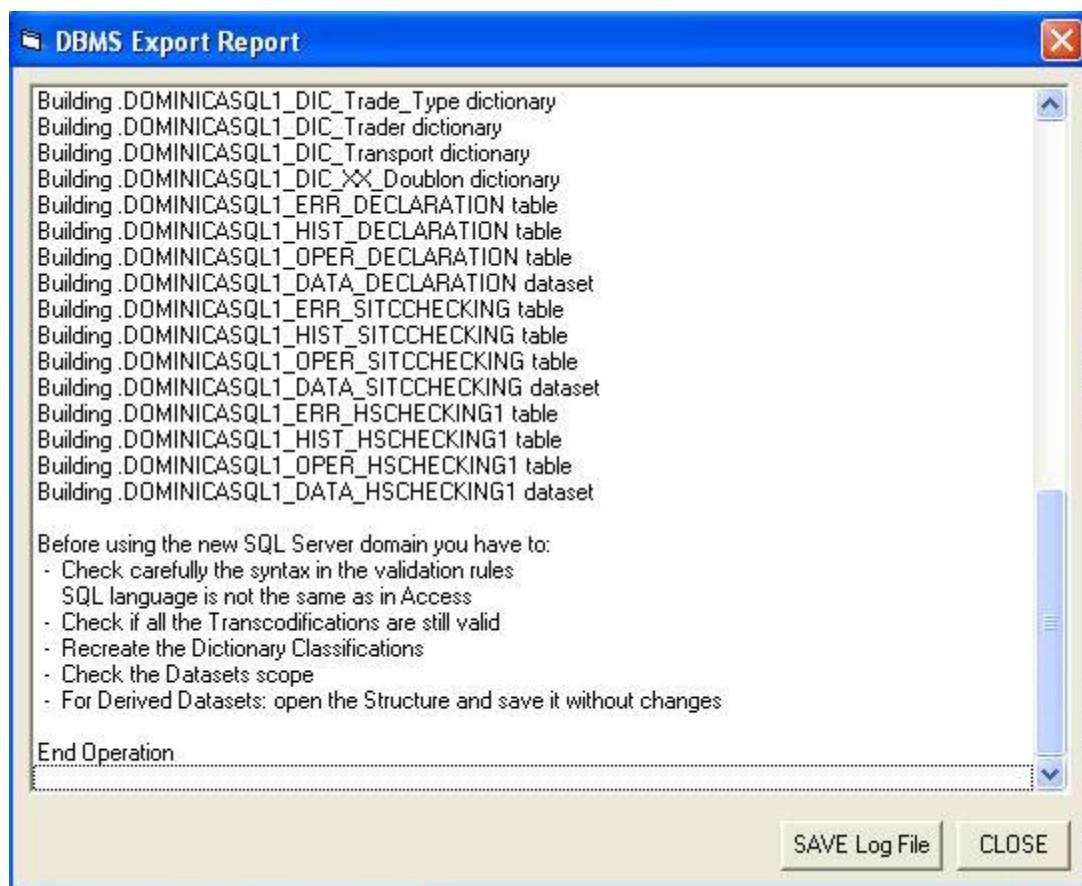 DBMS Export Report
Building .DOMINICASQL1_DIC_Trade_Type dictionary
Building .DOMINICASQL1_DIC_Trader dictionary
Building .DOMINICASQL1_DIC_Transport dictionary
Building .DOMINICASQL1_DIC_XX_Doublon dictionary
Building .DOMINICASQL1_ERR_DECLARATION table
Building .DOMINICASQL1_HIST_DECLARATION table
Building .DOMINICASQL1_OPER_DECLARATION table
Building .DOMINICASQL1_DATA_DECLARATION dataset
Building .DOMINICASQL1_ERR_SITCCHECKING table
Building .DOMINICASQL1_HIST_SITCCHECKING table
Building .DOMINICASQL1_OPER_SITCCHECKING table
Building .DOMINICASQL1_DATA_SITCCHECKING dataset
Building .DOMINICASQL1_ERR_HSCHECKING1 table
Building .DOMINICASQL1_HIST_HSCHECKING1 table
Building .DOMINICASQL1_OPER_HSCHECKING1 table
Building .DOMINICASQL1_DATA_HSCHECKING1 dataset
Before using the new SQL Server domain you have to:
- Check carefully the syntax in the validation rules
SQL language is not the same as in Access
- Check if all the Transcodifications are still valid
- Recreate the Dictionary Classifications
- Check the Datasets scope
- For Derived Datasets: open the Structure and save it without changes
End Operation
SAVE Log File CLOSE